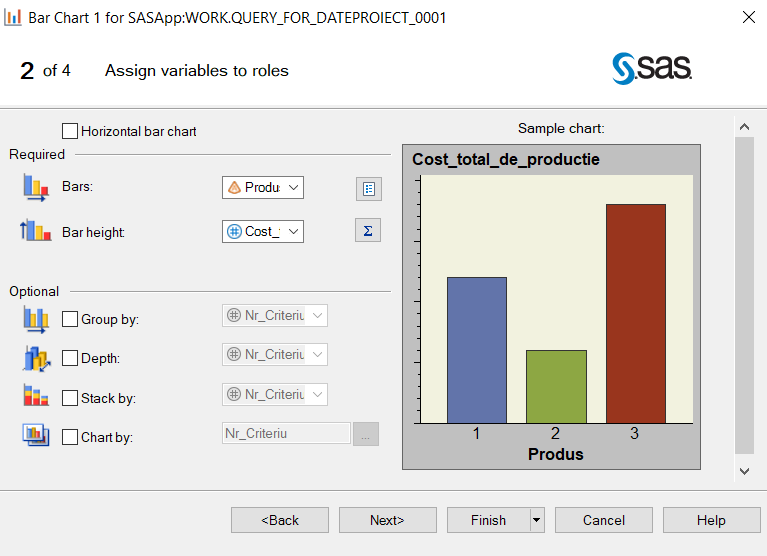 Bar Chart 1 for SASApp:WORK.QUERY_FOR_DATEPROIECT_0001
2 of 4 Assign variables to roles
sas
Horizontal bar chart
Required
Bars: Produ
Bar height: Cost_
Σ
Optional
Group by: Nr_Criteriu
Depth: Nr_Criteriu
Stack by: Nr_Criteriu
Chart by: Nr_Criteriu ...
Sample chart:
Cost_total_de_productie
1 2 3
Produs
<Back Next> Finish Cancel Help